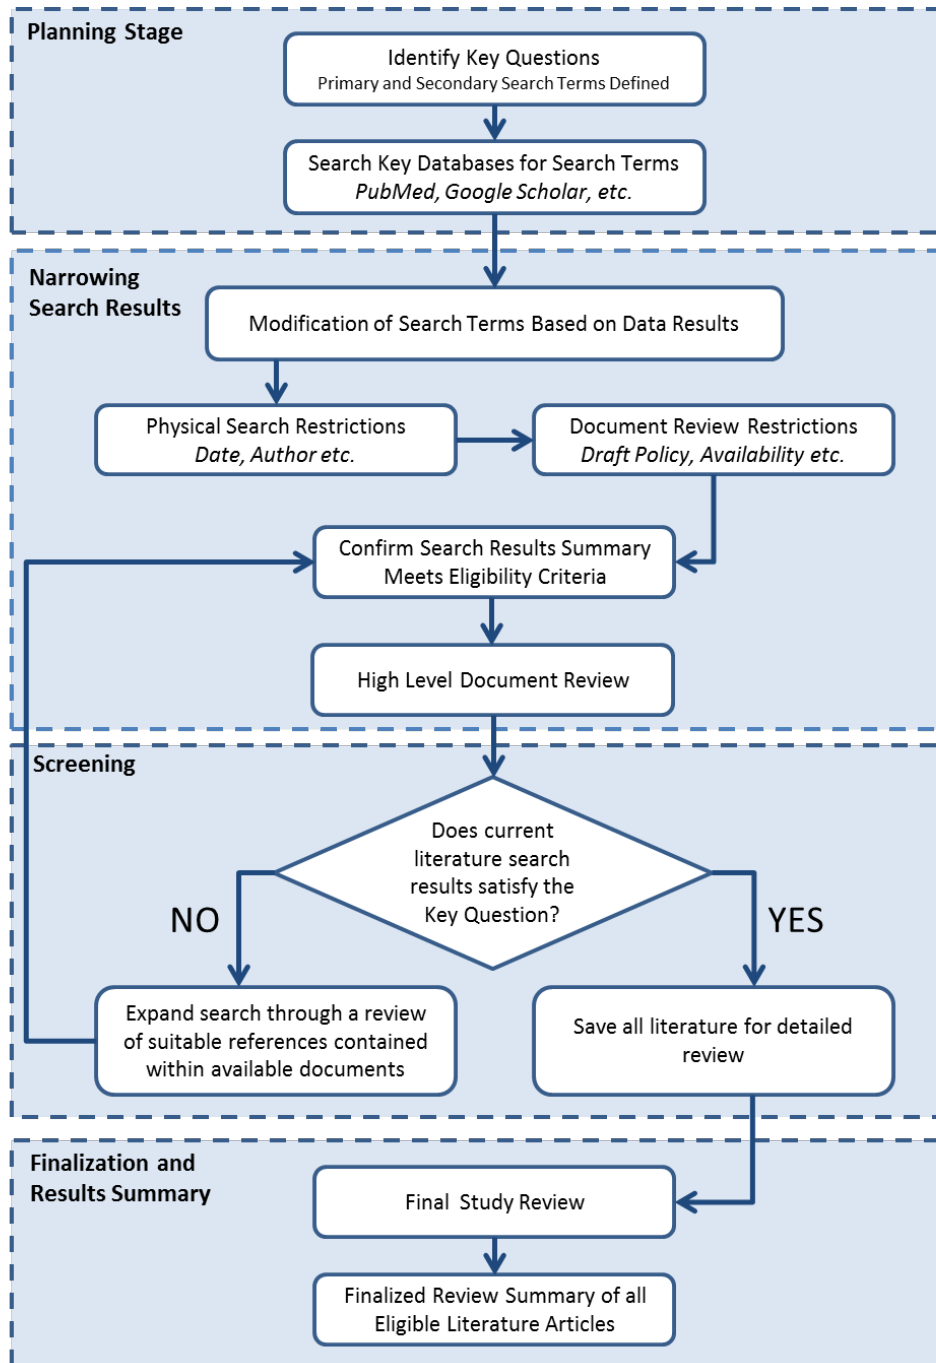 Planning Stage
Identify Key Questions
Primary and Secondary Search Terms Defined
Search Key Databases for Search Terms
PubMed, Google Scholar, etc.
Narrowing
Search Results
Modification of Search Terms Based on Data Results
Physical Search Restrictions
Date, Author etc.
Document Review Restrictions
Draft Policy, Availability etc.
Confirm Search Results Summary
Meets Eligibility Criteria
High Level Document Review
Screening
Does current
literature search
results satisfy the
Key Question?
NO
YES
Expand search through a review
of suitable references contained
within available documents
Save all literature for detailed
review
Finalization and
Results Summary
Final Study Review
Finalized Review Summary of all
Eligible Literature Articles